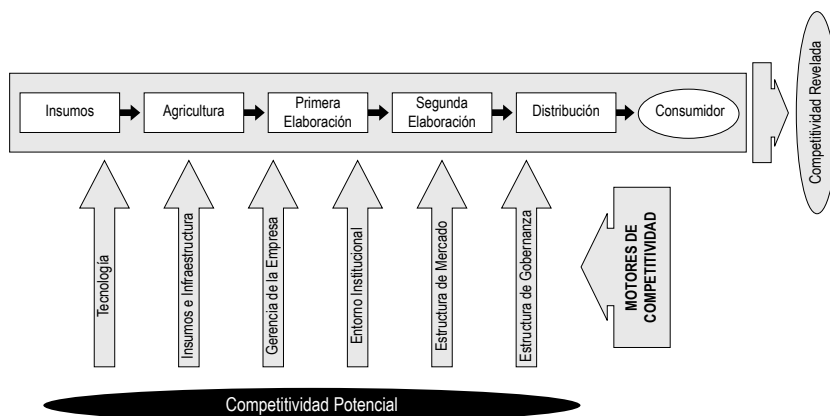 Insumos
Agricultura
Primera
Elaboración
Segunda
Elaboración
Distribución
Consumidor
Competitividad Revelada
Tecnología
Insumos e Infraestructura
Gerencia de la Empresa
Entorno Institucional
Estructura de Mercado
Estructura de Gobernanza
MOTORES DE
COMPETITIVIDAD
Competitividad Potencial